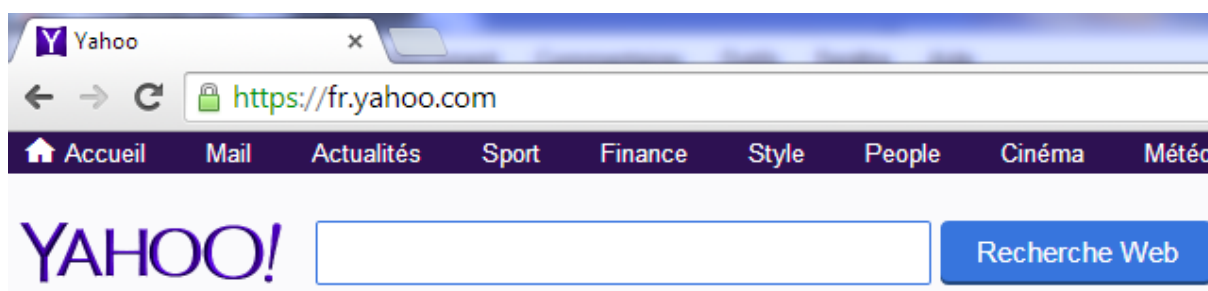 Yahoo
https://fr.yahoo.com
Accueil Mail Actualités Sport Finance Style People Cinéma
YAHOO! Recherche Web